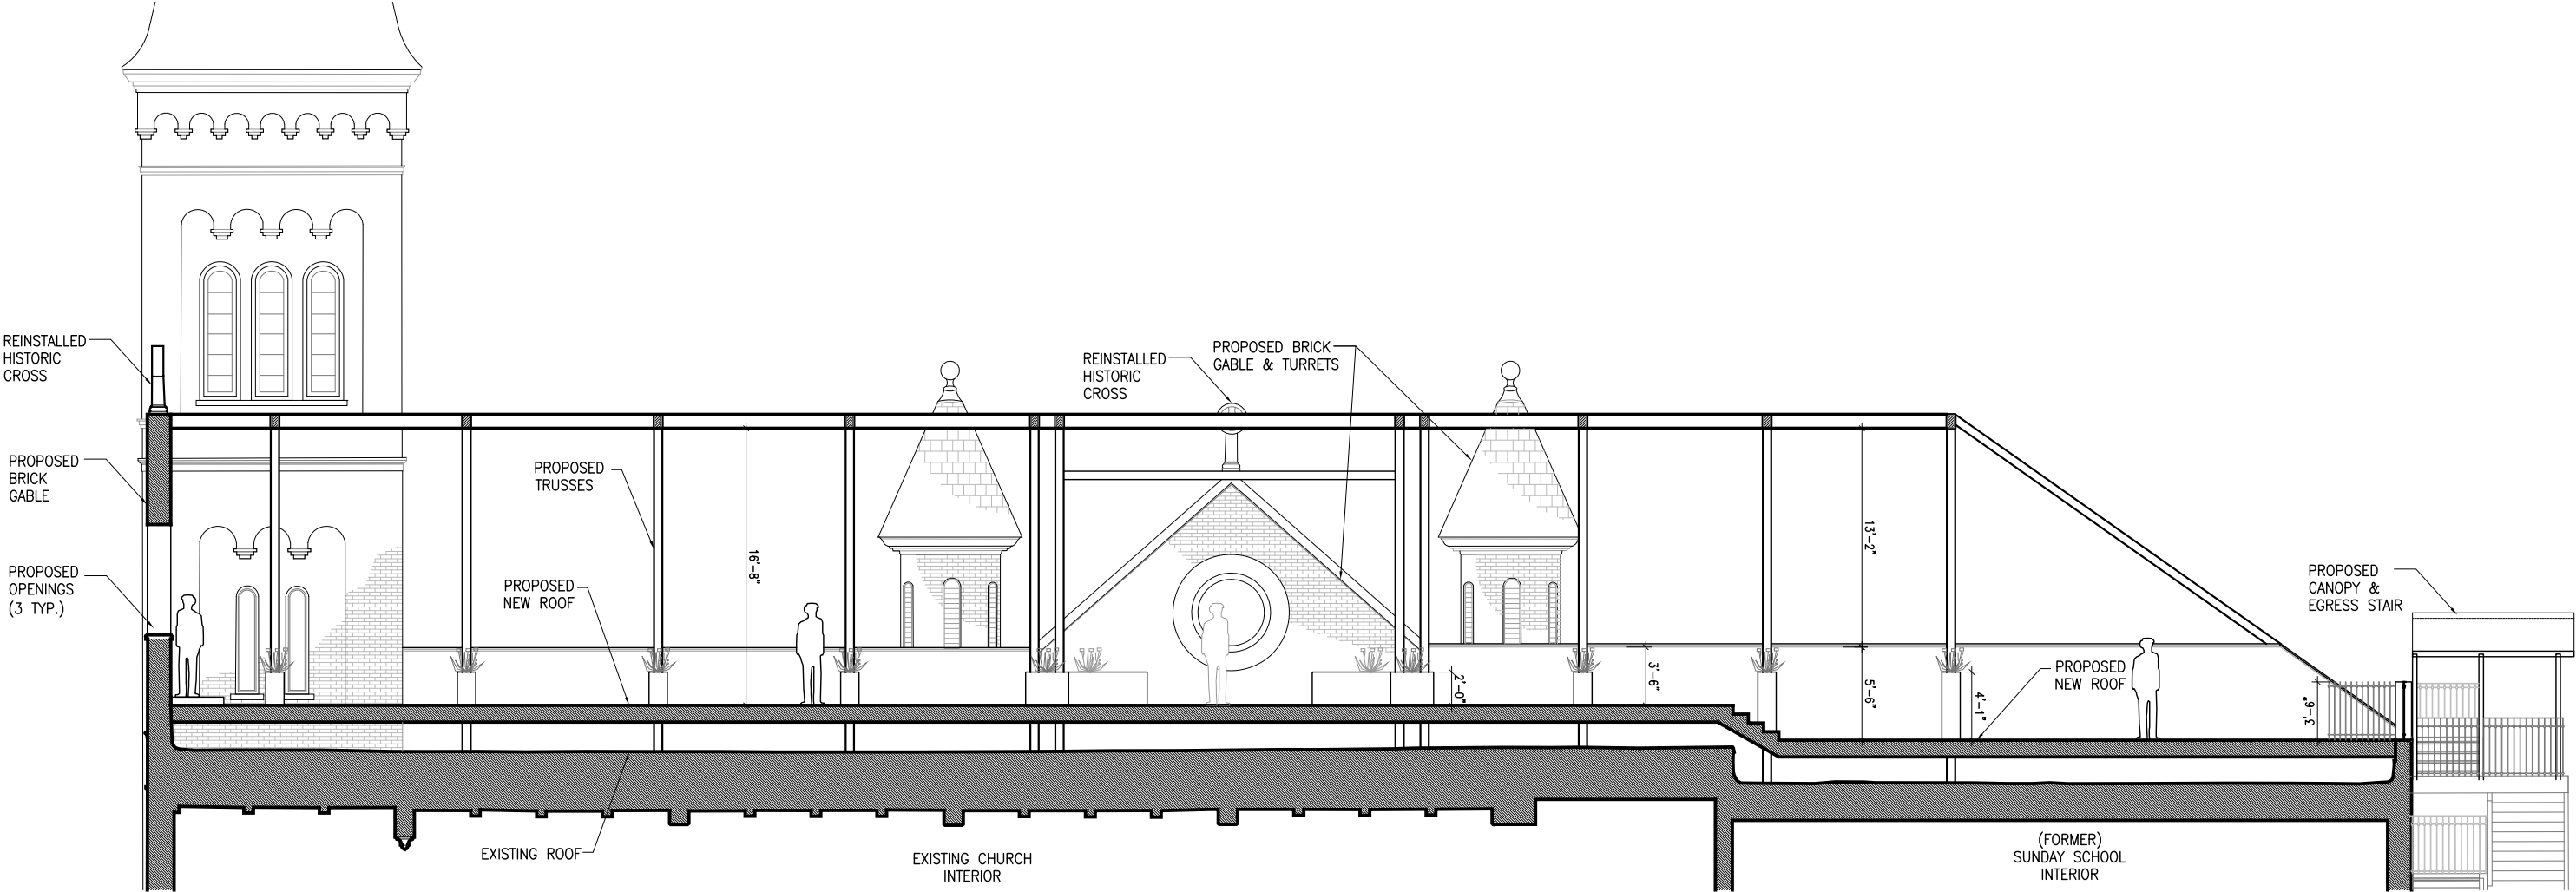 REINSTALLED
HISTORIC
CROSS
PROPOSED
BRICK
GABLE
PROPOSED
OPENINGS
(3 TYP.)
PROPOSED
TRUSSES
PROPOSED
NEW ROOF
16'-8"
REINSTALLED
HISTORIC
CROSS
PROPOSED BRICK
GABLE & TURRETS
2'-0"
3'-6"
13'-2"
5'-6"
4'-1"
PROPOSED
NEW ROOF
3'-6"
PROPOSED
CANOPY &
EGRESS STAIR
EXISTING ROOF
EXISTING CHURCH
INTERIOR
(FORMER)
SUNDAY SCHOOL
INTERIOR